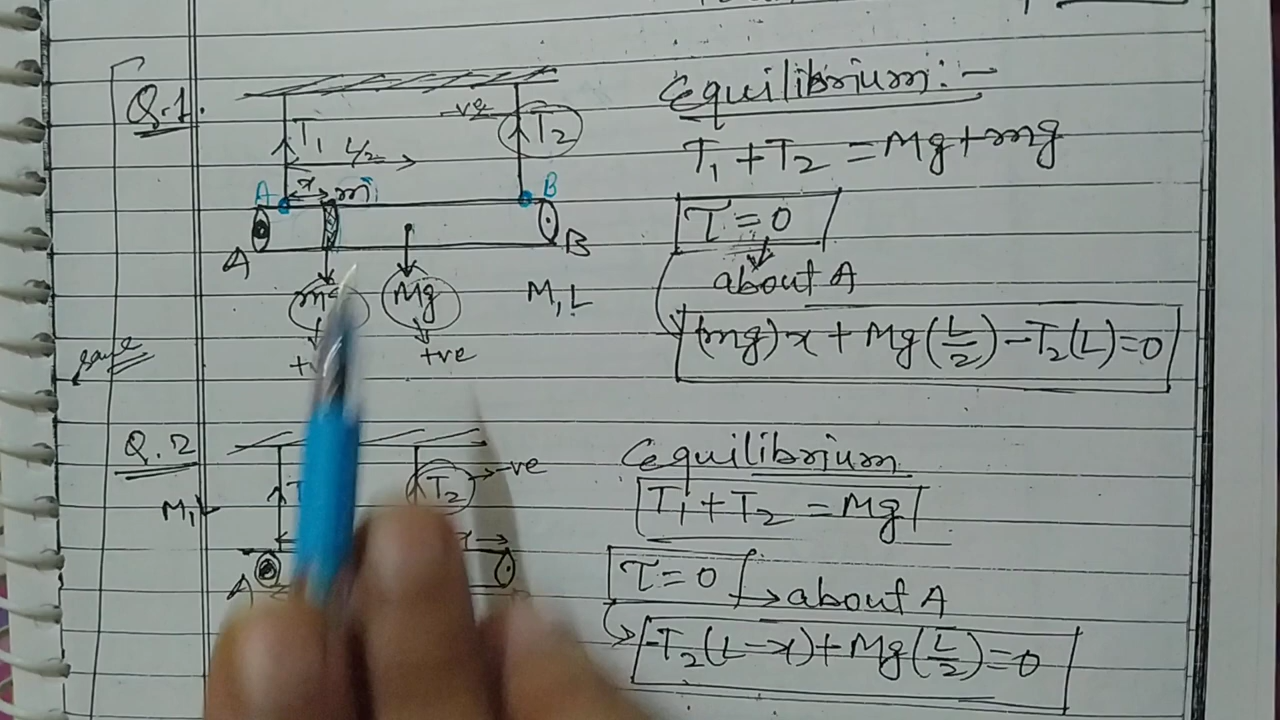 Q.1.
Equilibrium:-
-ve
T₁
T₂
L/2
T₁ + T₂ = Mg + mg
A
x
m
B
τ = 0
A
B
about A
Mg
M, L
(mg)x + Mg(L/2) - T₂(L) = 0
+ve
same
Q.2
Equilibrium
T₂
-ve
M, L
T₁ + T₂ = Mg
x
τ = 0
about A
A
-T₂(L-x) + Mg(L/2) = 0